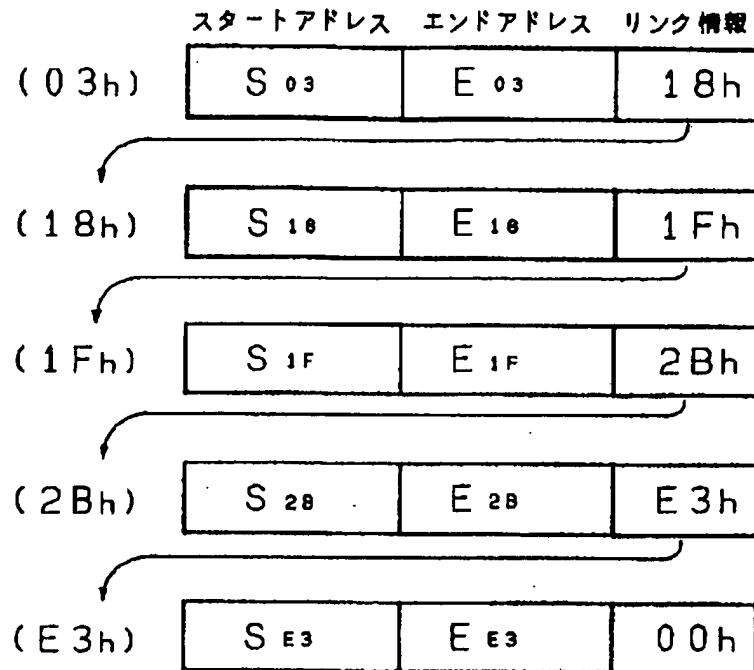 スタートアドレス エンドアドレス リンク情報
(03h) S03 E03 18h
(18h) S18 E18 1Fh
(1Fh) S1F E1F 2Bh
(2Bh) S2B E2B E3h
(E3h) SE3 EE3 00h